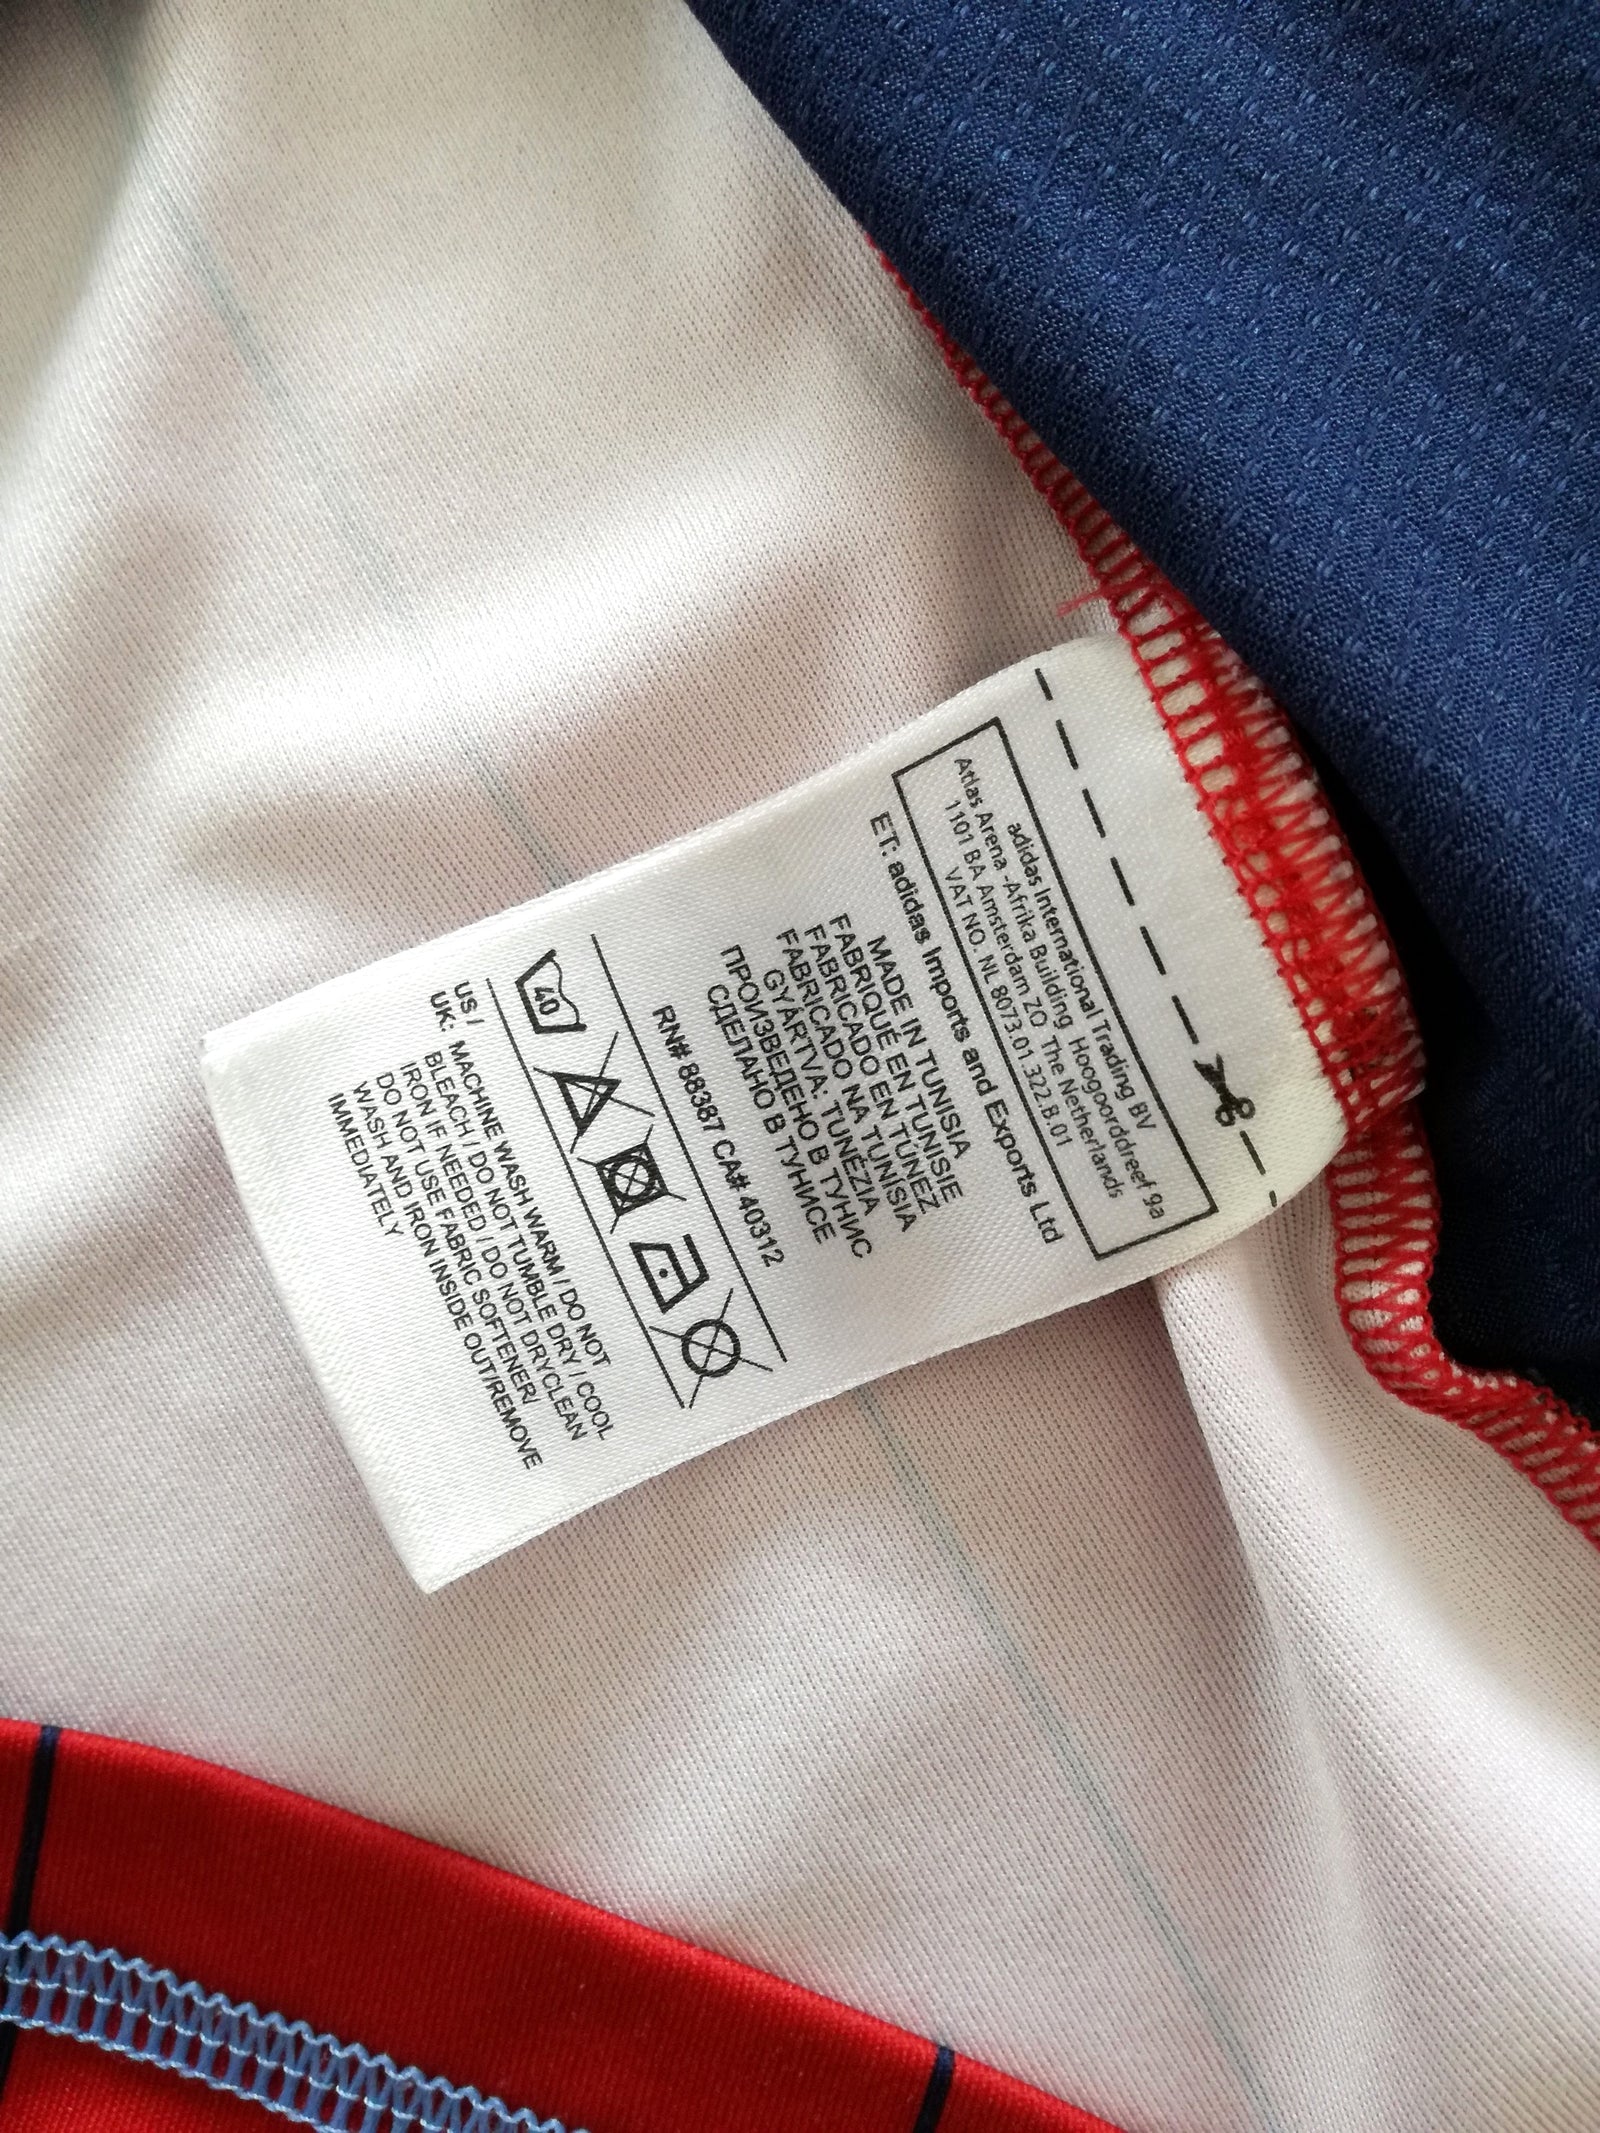 adidas International Trading BV
Atlas Arena -Afrika Building Hoogoorddreef 9a
1101 BA Amsterdam ZO The Netherlands
VAT NO. NL 8073.01.322.B.01
ET: adidas Imports and Exports Ltd
MADE IN TUNISIA
FABRIQUÉ EN TUNISIE
FABRICADO EN TUNEZ
FABRICADO NA TUNISIA
GYÁRTVA: TUNÉZIA
ПРОИЗВЕДЕНО В ТУНИС
СДЕЛАНО В ТУНИСЕ
RN# 88387 CA# 40312
40
US /
UK: MACHINE WASH WARM / DO NOT
BLEACH / DO NOT TUMBLE DRY / COOL
IRON IF NEEDED / DO NOT DRYCLEAN
DO NOT USE FABRIC SOFTENER/
WASH AND IRON INSIDE OUT/REMOVE
IMMEDIATELY